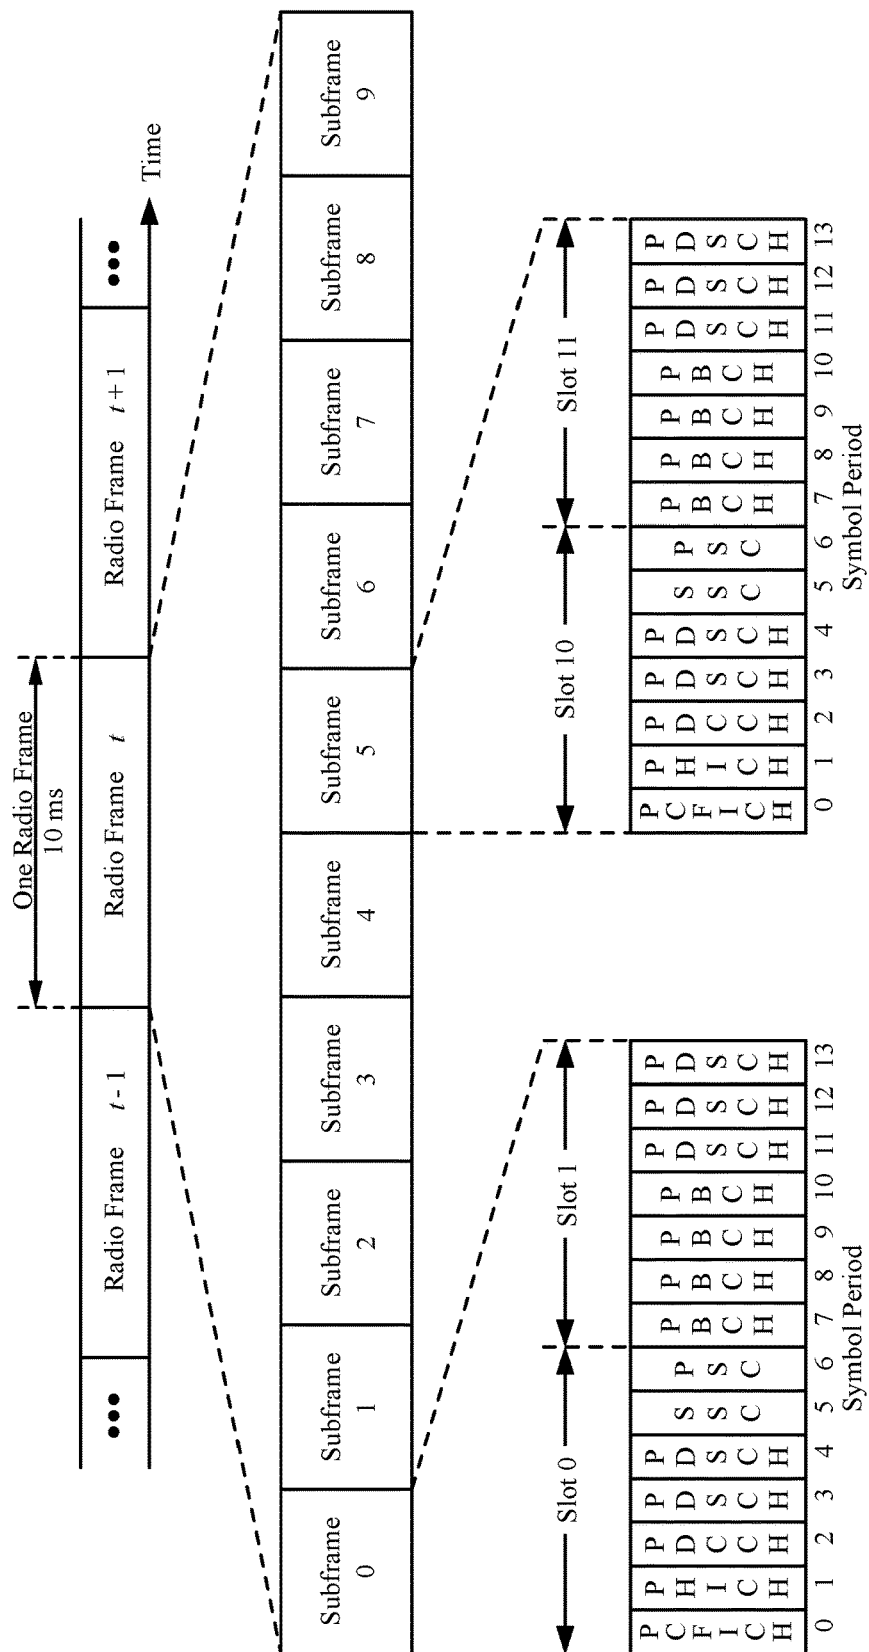 One Radio Frame
10 ms
•••
Radio Frame t - 1
Radio Frame t
Radio Frame t + 1
•••
Time
Subframe
0
Subframe
1
Subframe
2
Subframe
3
Subframe
4
Subframe
5
Subframe
6
Subframe
7
Subframe
8
Subframe
9
Slot 0
Slot 1
PCFICH
PHICH
PDCCH
PDSCH
PDSCH
SSC
PSC
PBCH
PBCH
PBCH
PBCH
PDSCH
PDSCH
PDSCH
0 1 2 3 4 5 6 7 8 9 10 11 12 13
Symbol Period
Slot 10
Slot 11
PCFICH
PHICH
PDCCH
PDSCH
PDSCH
SSC
PSC
PBCH
PBCH
PBCH
PBCH
PDSCH
PDSCH
PDSCH
0 1 2 3 4 5 6 7 8 9 10 11 12 13
Symbol Period